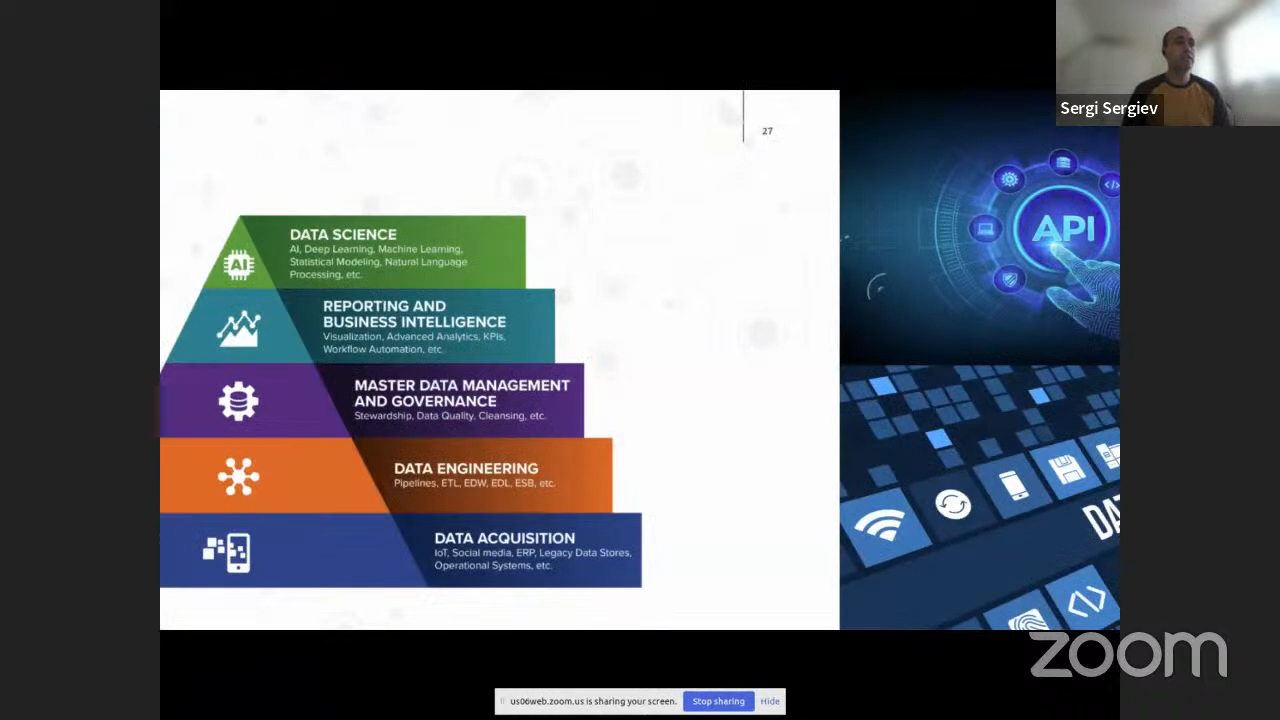 Sergi Sergiev
27
DATA SCIENCE
AI, Deep Learning, Machine Learning,
Statistical Modeling, Natural Language
Processing, etc.
AI
REPORTING AND
BUSINESS INTELLIGENCE
Visualization, Advanced Analytics, KPIs,
Workflow Automation, etc.
MASTER DATA MANAGEMENT
AND GOVERNANCE
Stewardship, Data Quality, Cleansing, etc.
DATA ENGINEERING
Pipelines, ETL, EDW, EDL, ESB, etc.
DATA ACQUISITION
IoT, Social media, ERP, Legacy Data Stores,
Operational Systems, etc.
</>
API
DA
</>
zoom
us06web.zoom.us is sharing your screen. Stop sharing Hide